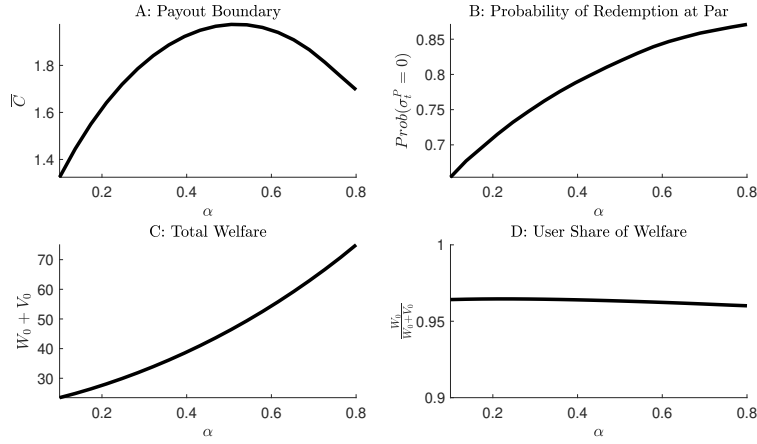 A: Payout Boundary
C̅
1.8
1.6
1.4
0.2 0.4 0.6 0.8
α
B: Probability of Redemption at Par
Prob(σ_t^P = 0)
0.85
0.8
0.75
0.7
0.2 0.4 0.6 0.8
α
C: Total Welfare
W_0 + V_0
70
60
50
40
30
0.2 0.4 0.6 0.8
α
D: User Share of Welfare
W_0/(W_0+V_0)
1
0.95
0.9
0.2 0.4 0.6 0.8
α